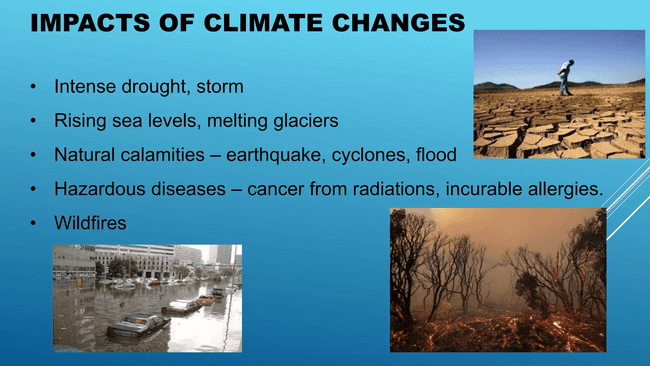 IMPACTS OF CLIMATE CHANGES
• Intense drought, storm
• Rising sea levels, melting glaciers
• Natural calamities – earthquake, cyclones, flood
• Hazardous diseases – cancer from radiations, incurable allergies.
• Wildfires